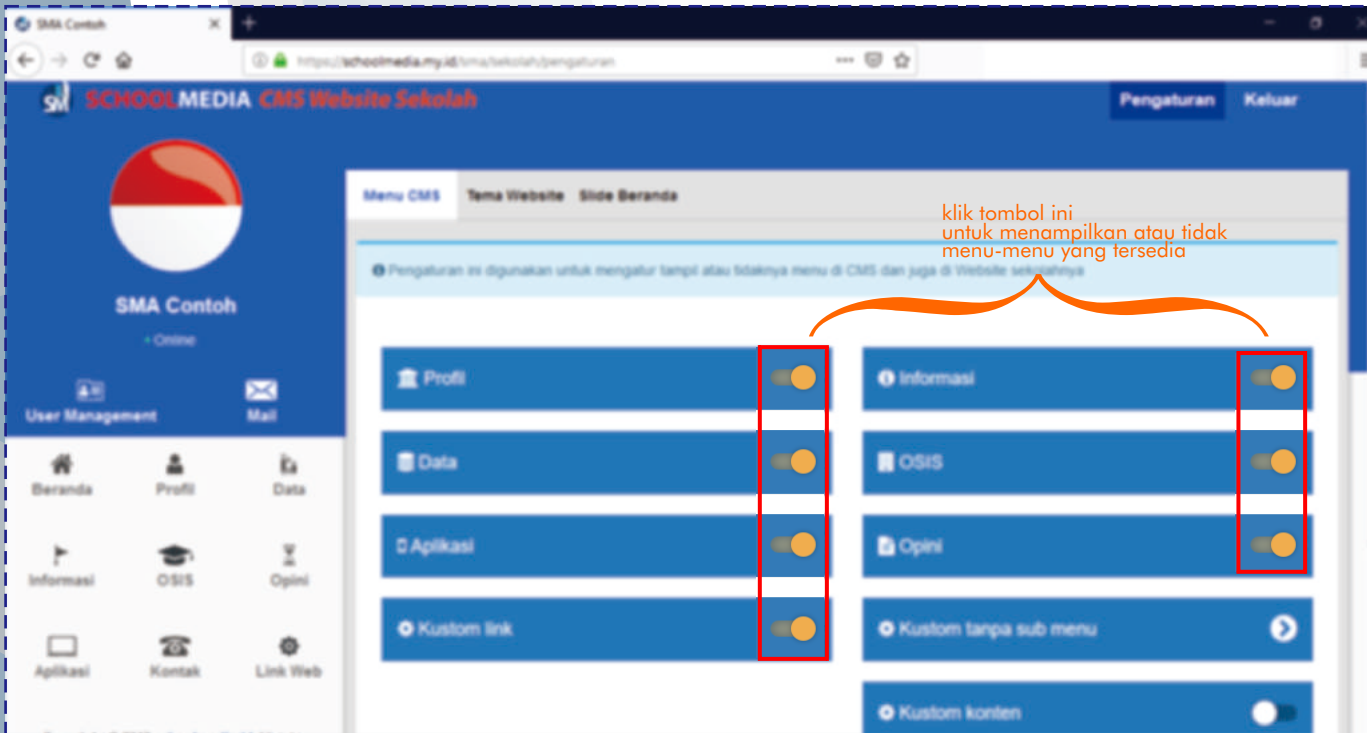 SMA Contoh
https://schoolmedia.my.id/sma/sekolah/pengaturan
SM SCHOOLMEDIA CMS Website Sekolah
Pengaturan Keluar
Menu CMS Tema Website Slide Beranda
klik tombol ini
untuk menampilkan atau tidak
menu-menu yang tersedia
Pengaturan ini digunakan untuk mengatur tampil atau tidaknya menu di CMS dan juga di Website sekolahnya
SMA Contoh
Online
User Management Mail
Beranda Profil Data
Informasi OSIS Opini
Aplikasi Kontak Link Web
Profil
Informasi
Data
OSIS
Aplikasi
Opini
Kustom link
Kustom tanpa sub menu
Kustom konten